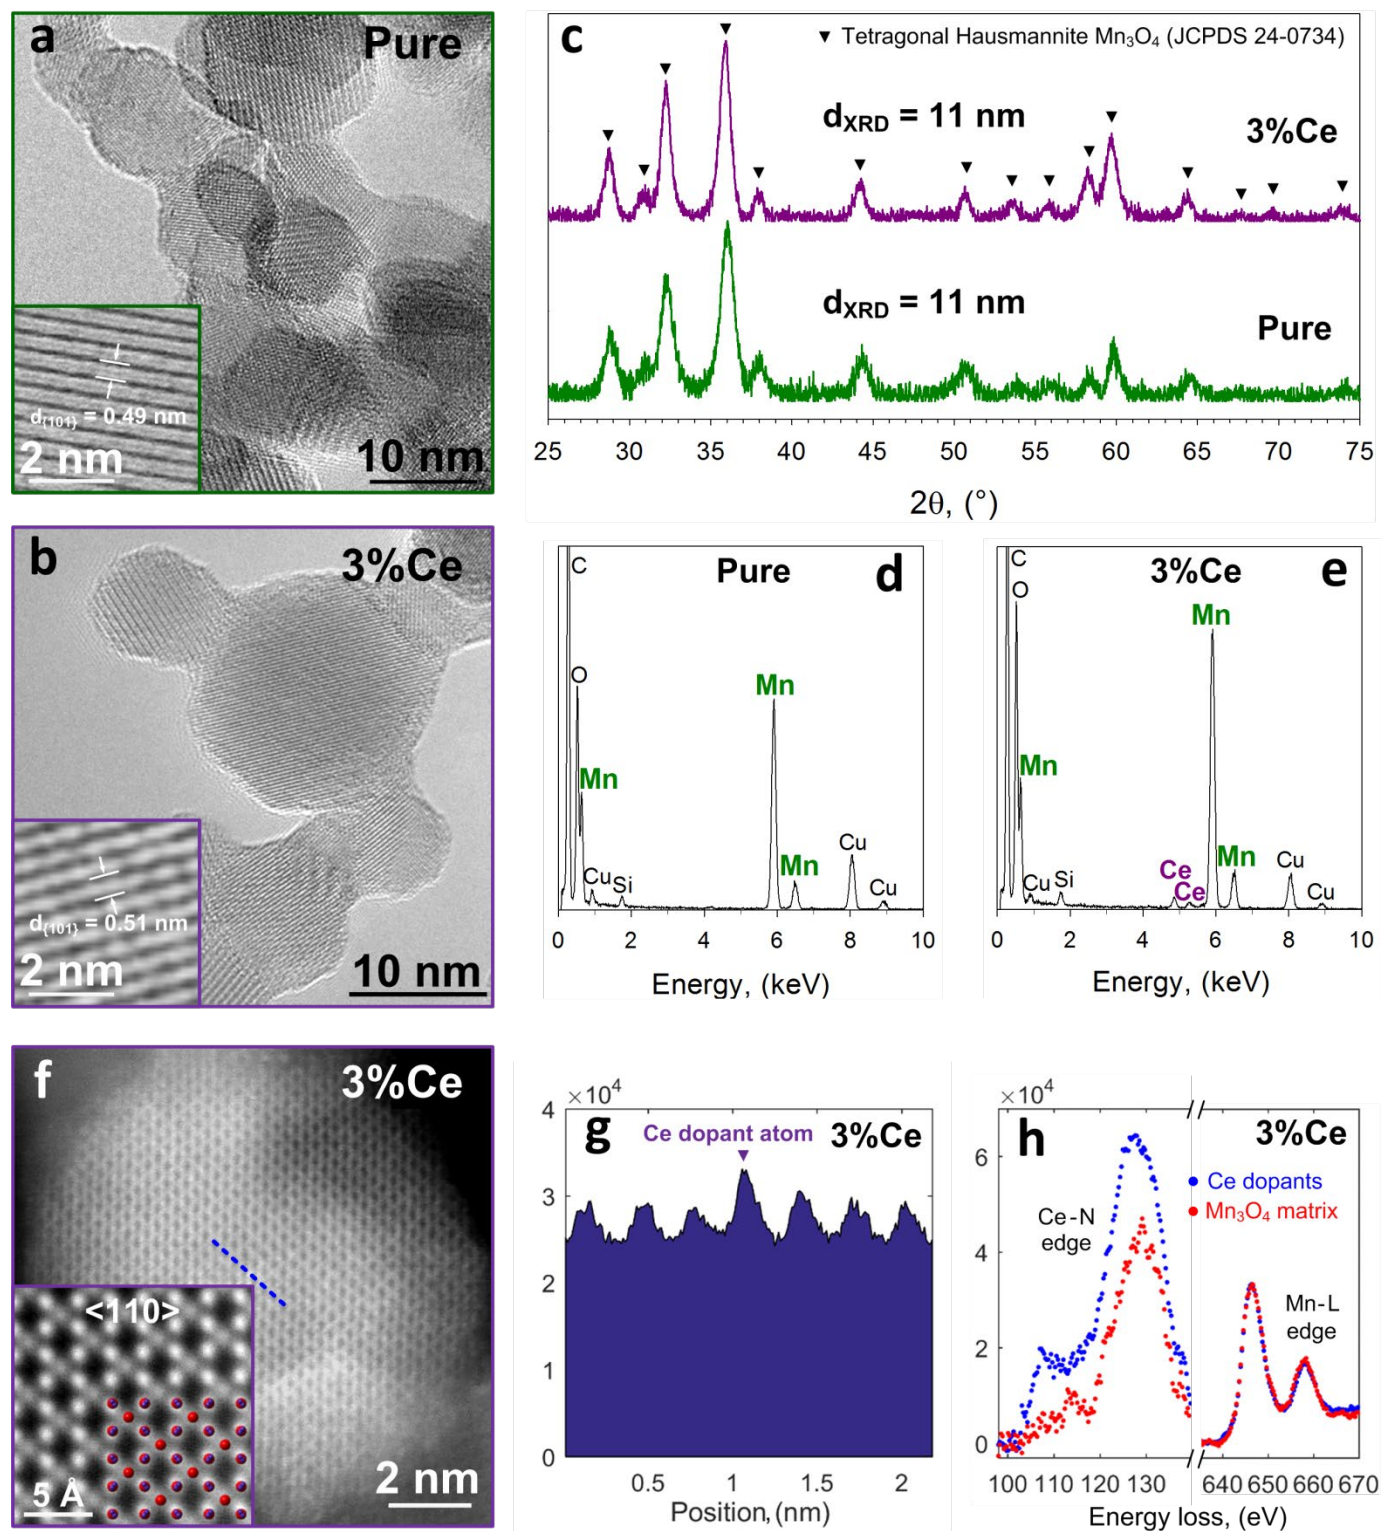 a
Pure
d{101} = 0.49 nm
2 nm
10 nm
b
3%Ce
d{101} = 0.51 nm
2 nm
10 nm
c
▼ Tetragonal Hausmannite Mn₃O₄ (JCPDS 24-0734)
dXRD = 11 nm
3%Ce
dXRD = 11 nm
Pure
25 30 35 40 45 50 55 60 65 70 75
2θ, (°)
d
Pure
C
O
Mn
Cu
Si
Mn
Mn
Cu
Cu
0 2 4 6 8 10
Energy, (keV)
e
3%Ce
C
O
Mn
Cu
Si
Ce
Ce
Mn
Mn
Cu
Cu
0 2 4 6 8 10
Energy, (keV)
f
3%Ce
<110>
5 Å
2 nm
g
×10⁴
Ce dopant atom
3%Ce
4
3
2
1
0
0.5 1 1.5 2
Position, (nm)
h
×10⁴
3%Ce
Ce dopants
Mn₃O₄ matrix
Ce-N
edge
Mn-L
edge
6
4
2
0
100 110 120 130 640 650 660 670
Energy loss, (eV)